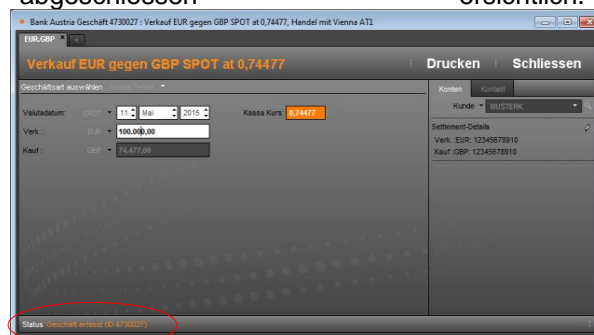 abgeschlossen ersichtlich.
Bank Austria Geschäft 4730027 : Verkauf EUR gegen GBP SPOT at 0,74477, Handel mit Vienna AT1
EUR.GBP
Verkauf EUR gegen GBP SPOT at 0,74477 Drucken Schliessen
Geschäftsart auswählen Kassa Termin Konten Kontakt
Kunde MUSTERK
Valutadatum: SPOT 11 Mai 2015 Kassa Kurs: 0,74477
Settlement-Details
Verk.: EUR 100.000,00
Verk. :EUR: 12345678910
Kauf: GBP 74.477,00
Kauf :GBP: 12345678910
Status Geschäft erfasst (ID 4730027)